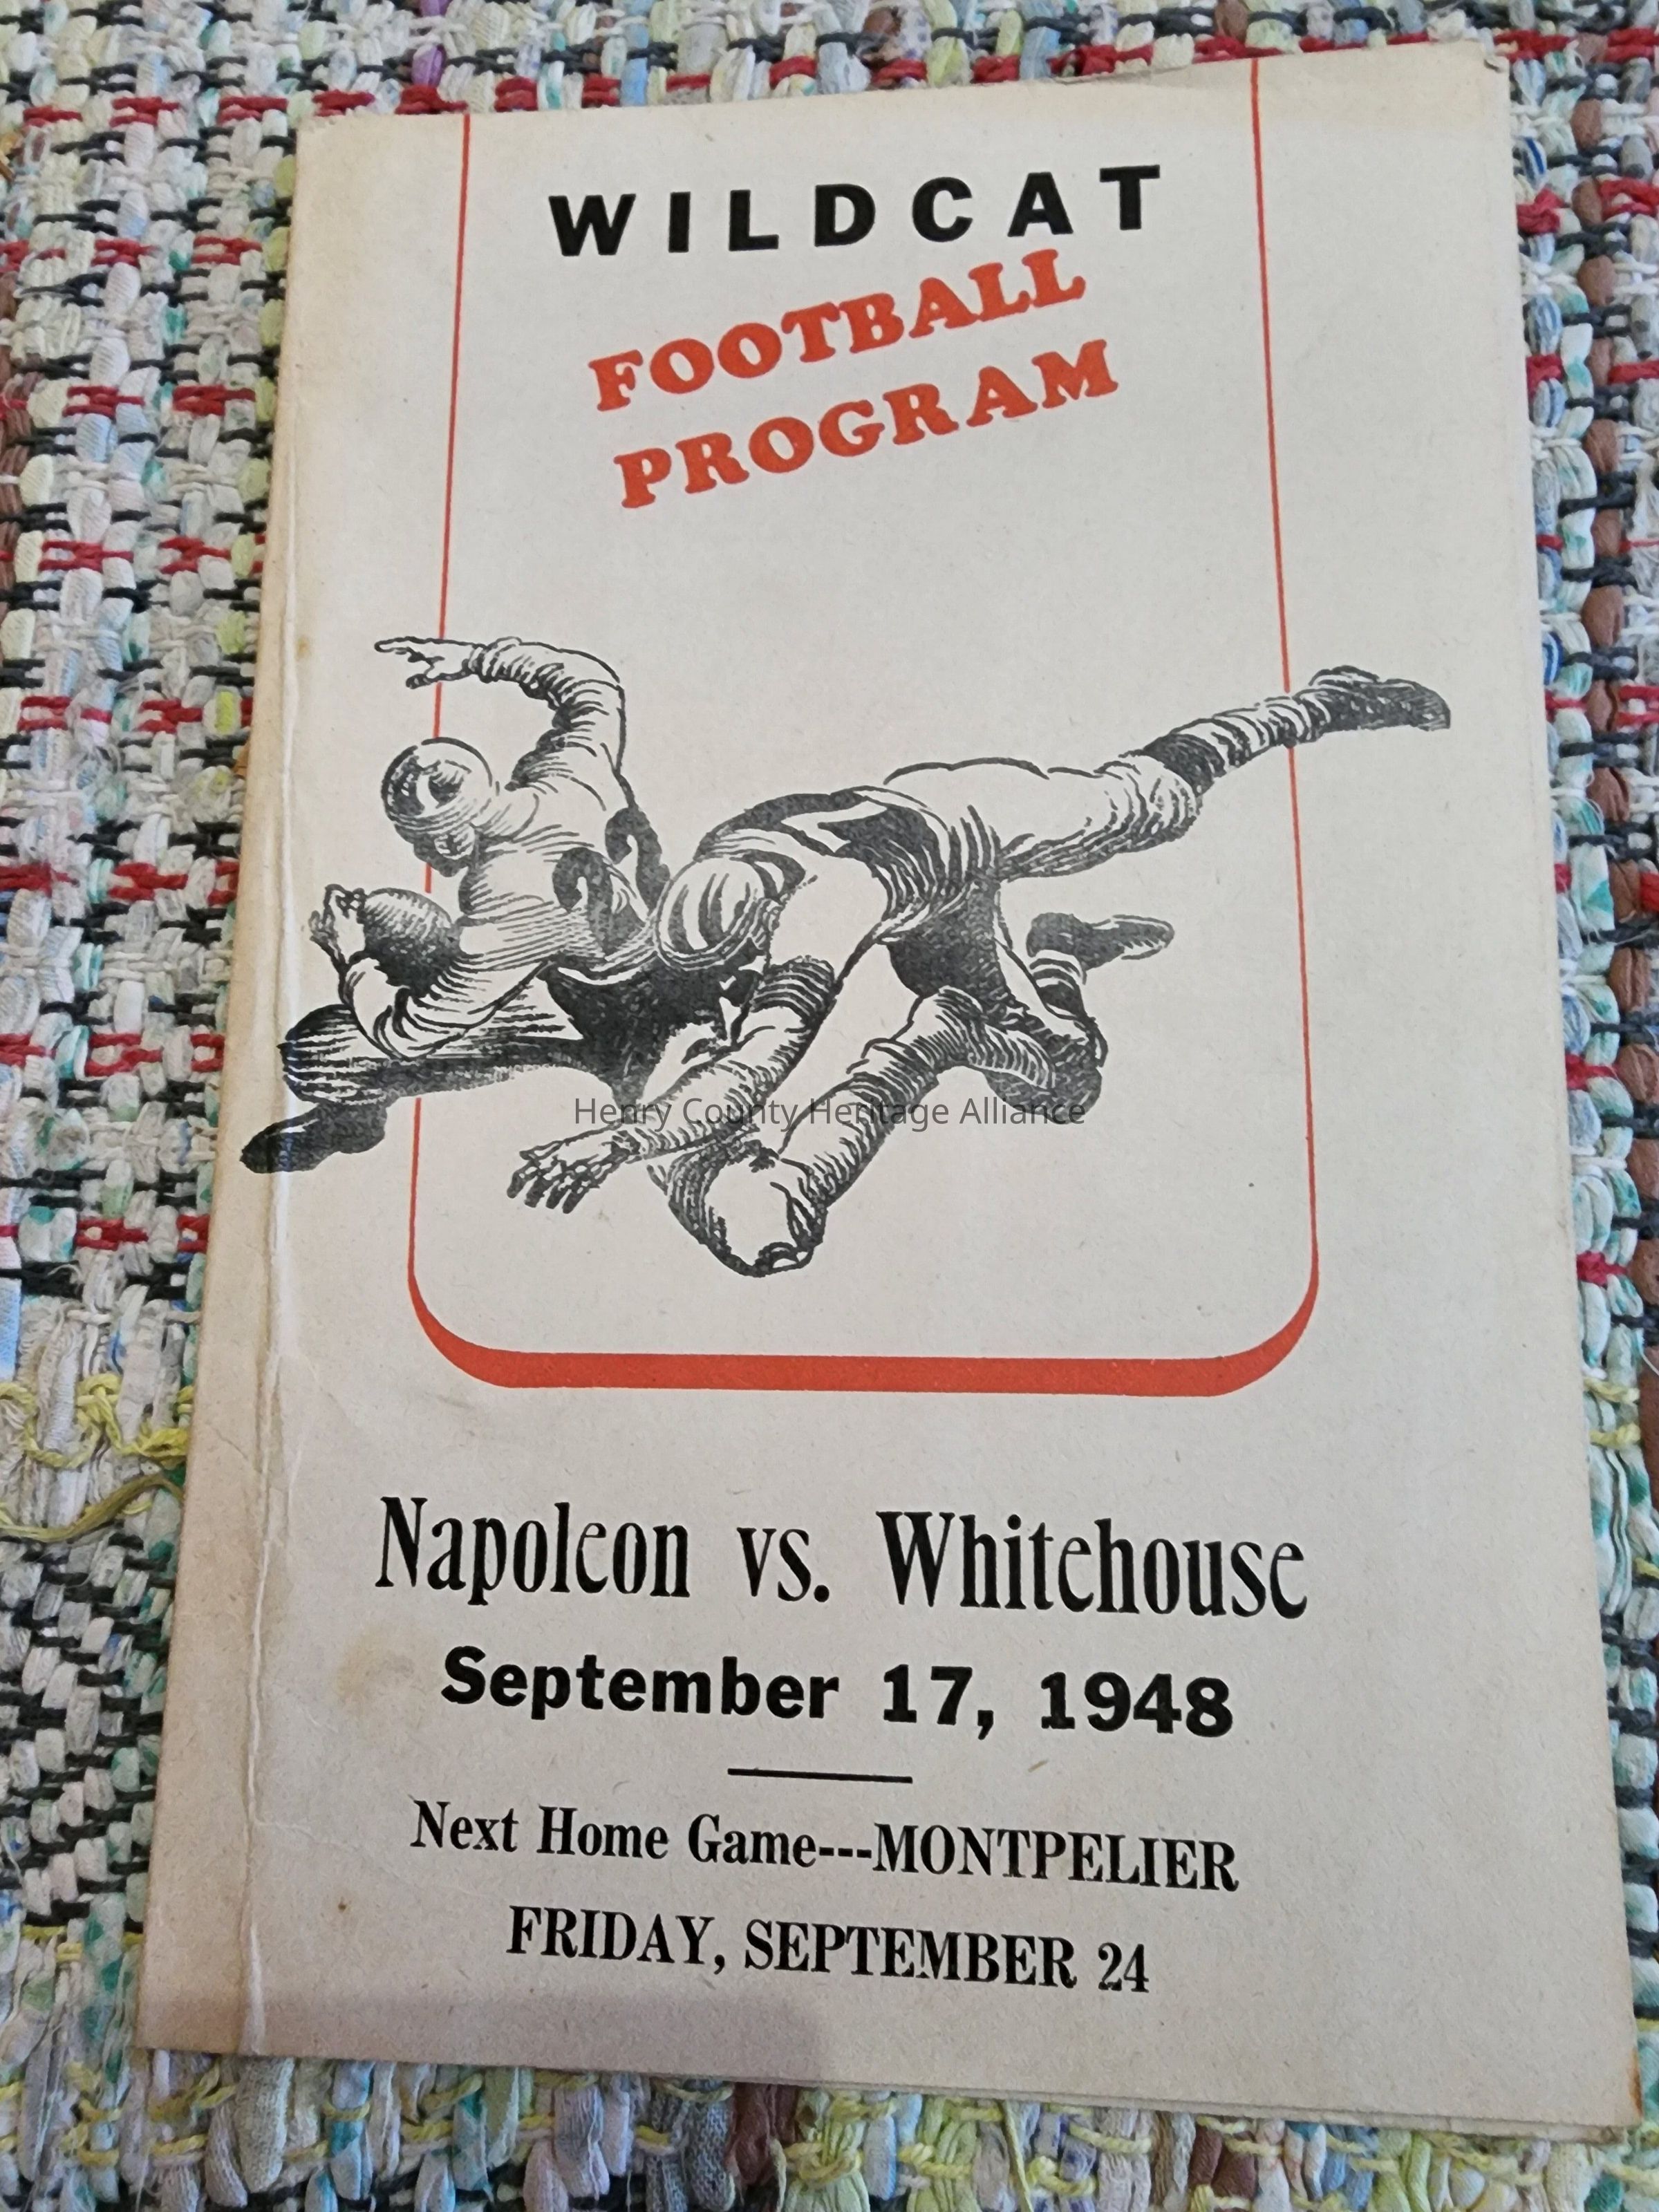 WILDCAT
FOOTBALL
PROGRAM
22
Henry County Heritage Alliance
Napoleon vs. Whitehouse
September 17, 1948
Next Home Game---MONTPELIER
FRIDAY, SEPTEMBER 24